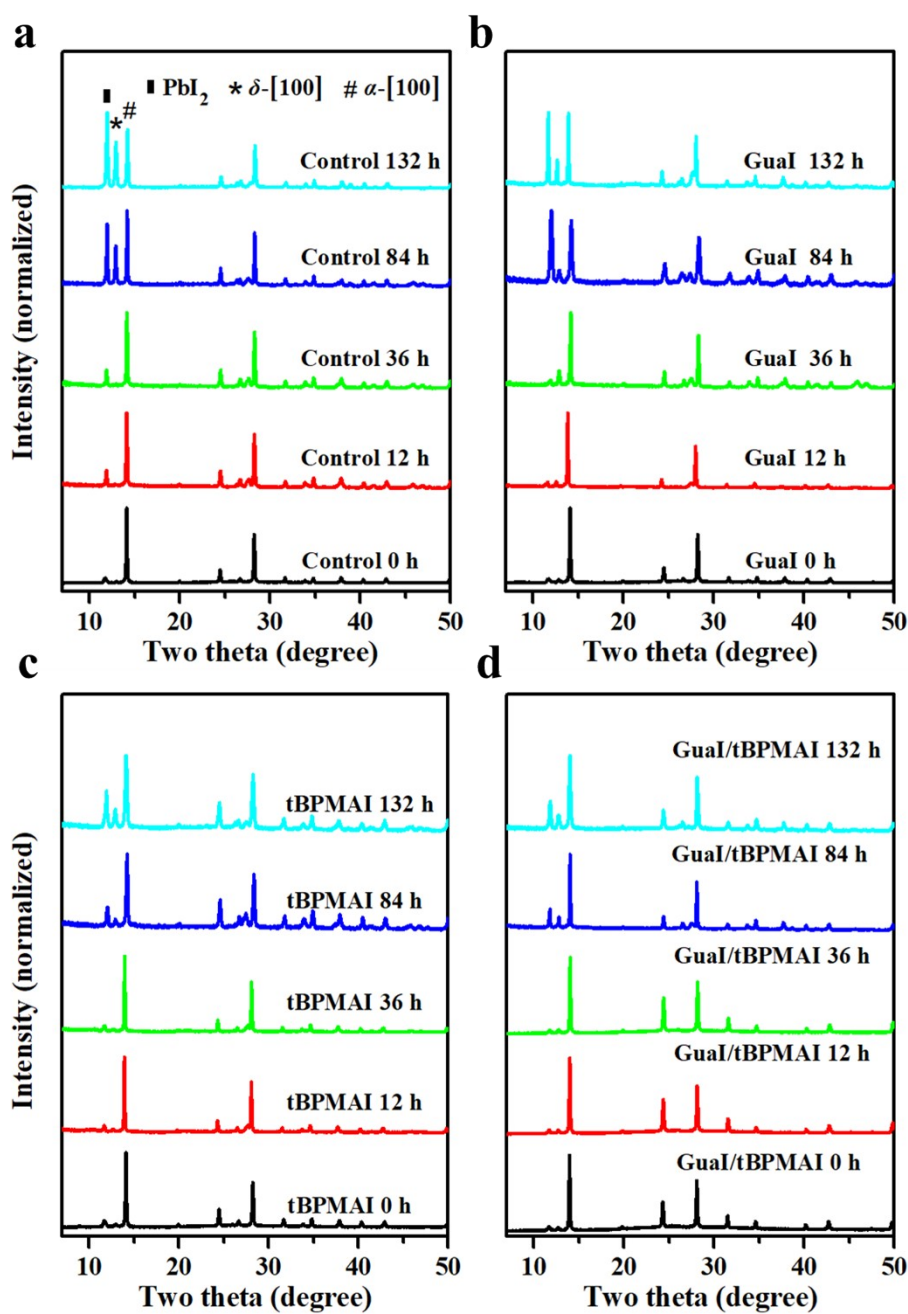 a
PbI2 * δ-[100] # α-[100]
* #
Control 132 h
Control 84 h
Control 36 h
Control 12 h
Control 0 h
Intensity (normalized)
10 20 30 40 50
Two theta (degree)
b
GuaI 132 h
GuaI 84 h
GuaI 36 h
GuaI 12 h
GuaI 0 h
10 20 30 40 50
Two theta (degree)
c
tBPMAI 132 h
tBPMAI 84 h
tBPMAI 36 h
tBPMAI 12 h
tBPMAI 0 h
Intensity (normalized)
10 20 30 40 50
Two theta (degree)
d
GuaI/tBPMAI 132 h
GuaI/tBPMAI 84 h
GuaI/tBPMAI 36 h
GuaI/tBPMAI 12 h
GuaI/tBPMAI 0 h
10 20 30 40 50
Two theta (degree)